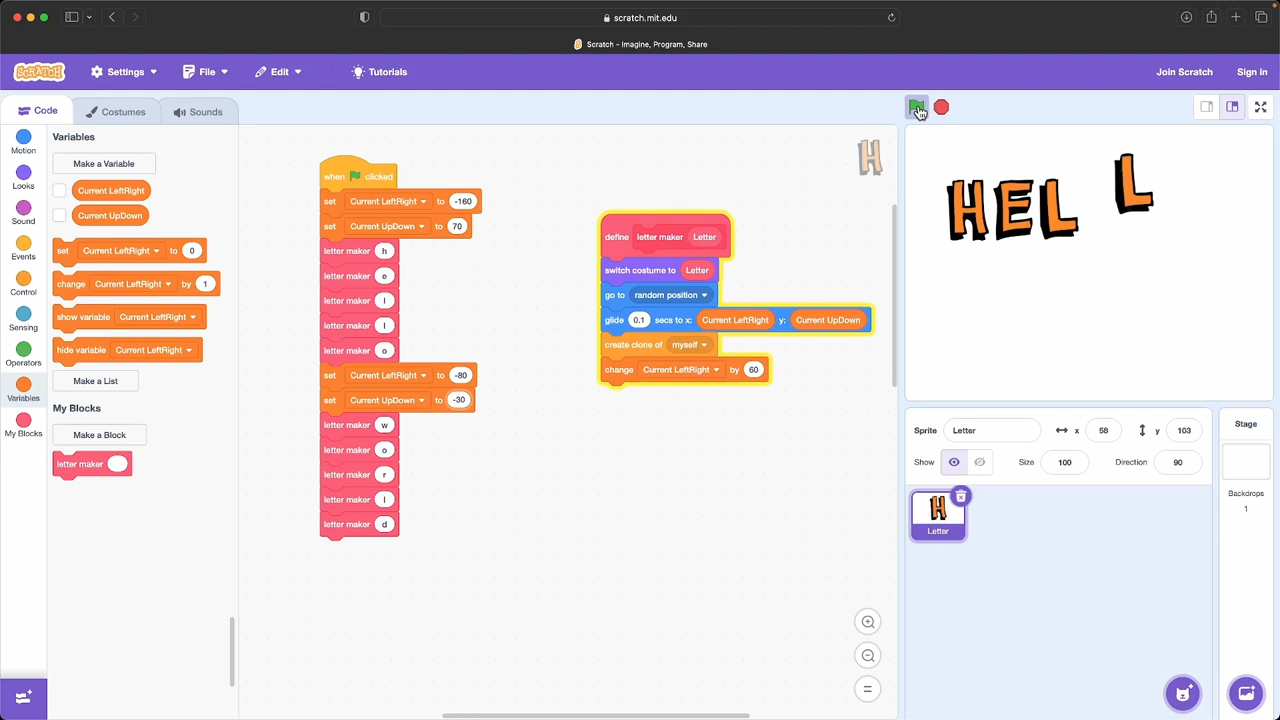 scratch.mit.edu
Scratch - Imagine, Program, Share
SCRATCH
Settings
File
Edit
Tutorials
Join Scratch
Sign in
Code
Costumes
Sounds
Motion
Looks
Sound
Events
Control
Sensing
Operators
Variables
My Blocks
Variables
Make a Variable
Current LeftRight
Current UpDown
set Current LeftRight to 0
change Current LeftRight by 1
show variable Current LeftRight
hide variable Current LeftRight
Make a List
My Blocks
Make a Block
letter maker
when clicked
set Current LeftRight to -160
set Current UpDown to 70
letter maker h
letter maker e
letter maker l
letter maker l
letter maker o
set Current LeftRight to -80
set Current UpDown to -30
letter maker w
letter maker o
letter maker r
letter maker l
letter maker d
define letter maker Letter
switch costume to Letter
go to random position
glide 0.1 secs to x: Current LeftRight y: Current UpDown
create clone of myself
change Current LeftRight by 60
H
HEL L
Sprite Letter x 58 y 103
Show Size 100 Direction 90
H
Letter
Stage
Backdrops
1